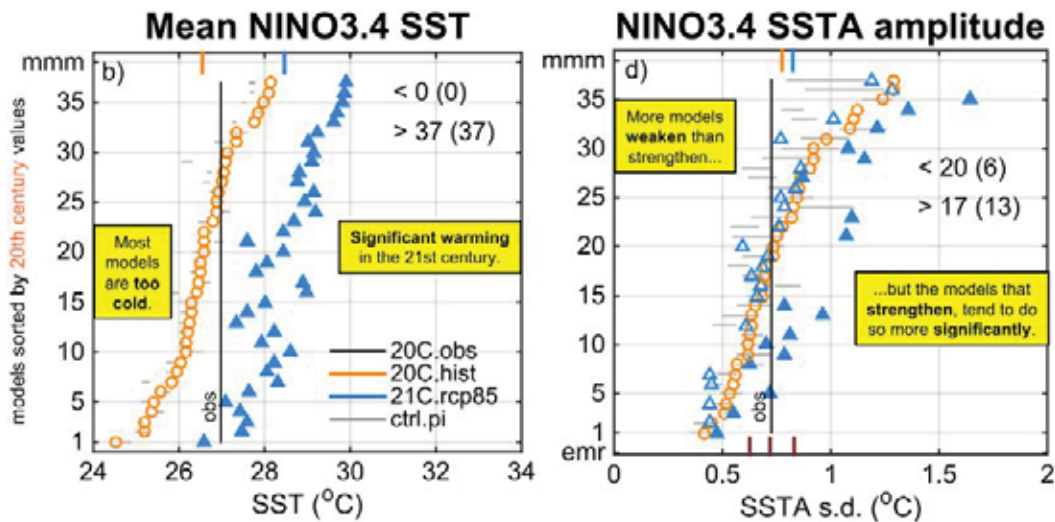 Mean NINO3.4 SST
NINO3.4 SSTA amplitude
models sorted by 20th century values
mmm
35
30
25
20
15
10
5
1
b)
< 0 (0)
> 37 (37)
Most
models
are too
cold.
Significant warming
in the 21st century.
obs
20C.obs
20C.hist
21C.rcp85
ctrl.pi
24 26 28 30 32 34
SST (°C)
mmm
35
30
25
20
15
10
5
1
emr
d)
More models
weaken than
strengthen...
< 20 (6)
> 17 (13)
...but the models that
strengthen, tend to do
so more significantly.
obs
0 0.5 1 1.5 2
SSTA s.d. (°C)